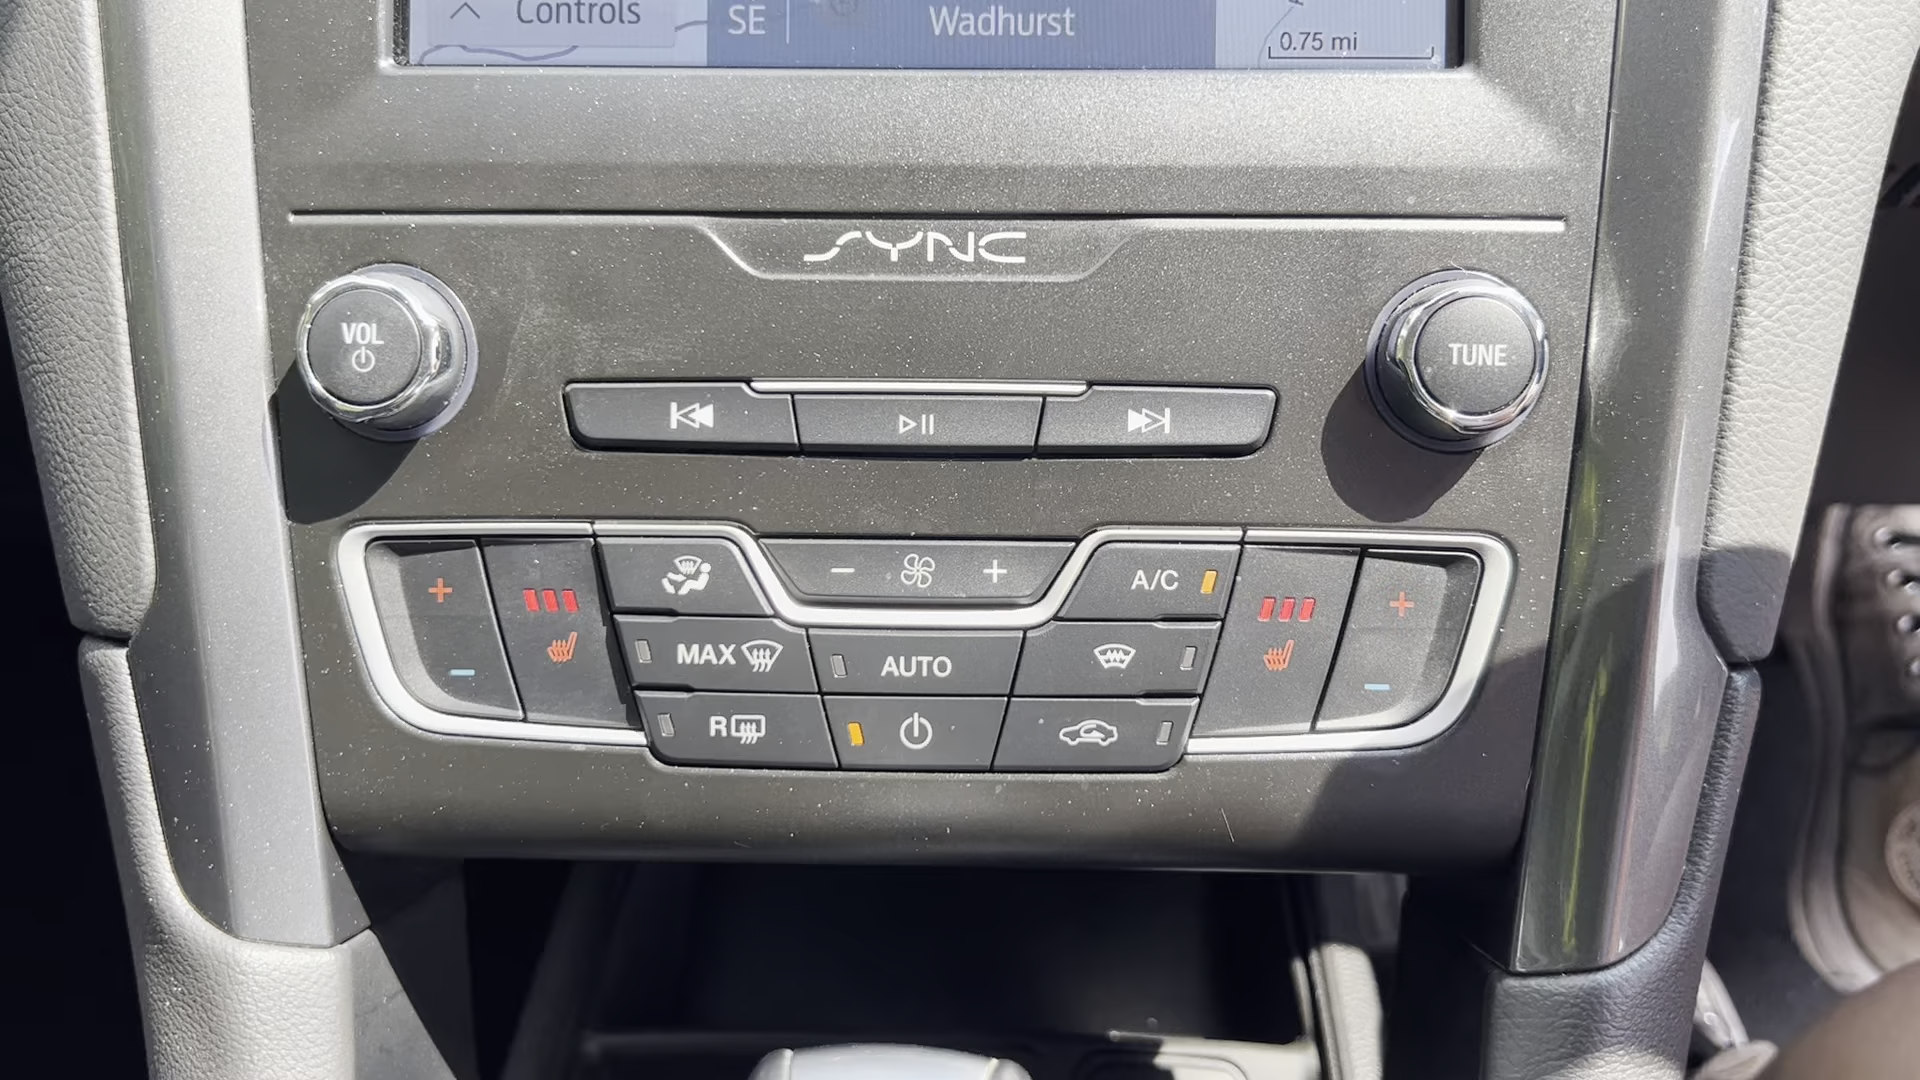 Controls
SE
Wadhurst
0.75 mi
SYNC
VOL
TUNE
A/C
MAX
AUTO
R